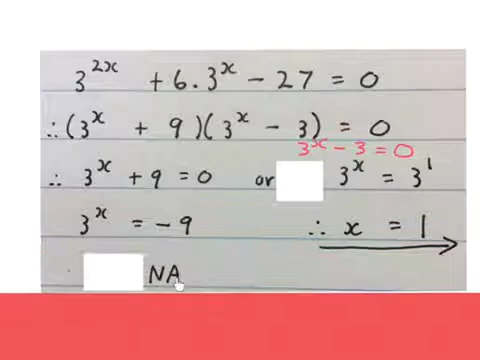 3^{2x} + 6.3^x - 27 = 0
∴ (3^x + 9)(3^x - 3) = 0
3^x - 3 = 0
∴ 3^x + 9 = 0 or 3^x = 3^1
3^x = -9 ∴ x = 1
NA